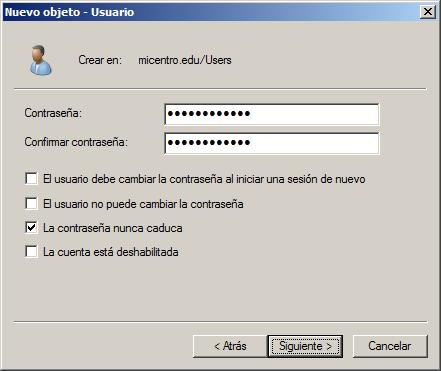 Nuevo objeto - Usuario
Crear en: micentro.edu/Users
Contraseña: ••••••••••••
Confirmar contraseña: ••••••••••••
El usuario debe cambiar la contraseña al iniciar una sesión de nuevo
El usuario no puede cambiar la contraseña
La contraseña nunca caduca
La cuenta está deshabilitada
< Atrás Siguiente > Cancelar